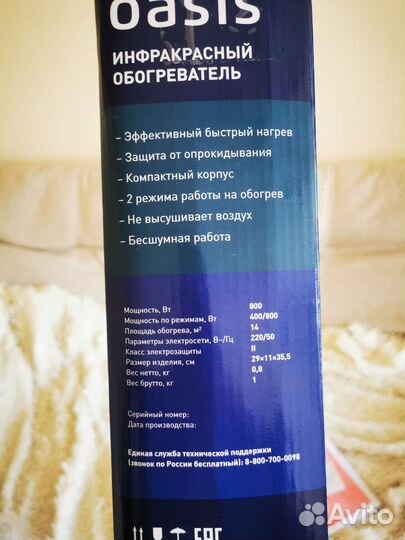 oasis
ИНФРАКРАСНЫЙ
ОБОГРЕВАТЕЛЬ
– Эффективный быстрый нагрев
– Защита от опрокидывания
– Компактный корпус
– 2 режима работы на обогрев
– Не высушивает воздух
– Бесшумная работа
Мощность, Вт 800
Мощность по режимам, Вт 400/800
Площадь обогрева, м² 14
Параметры электросети, В~/Гц 220/50
Класс электрозащиты II
Размер изделия, см 29×11×35,5
Вес нетто, кг 0,8
Вес брутто, кг 1
Серийный номер:
Дата производства:
Единая служба технической поддержки
(звонок по России бесплатный): 8-800-700-0098
EAC
Avito